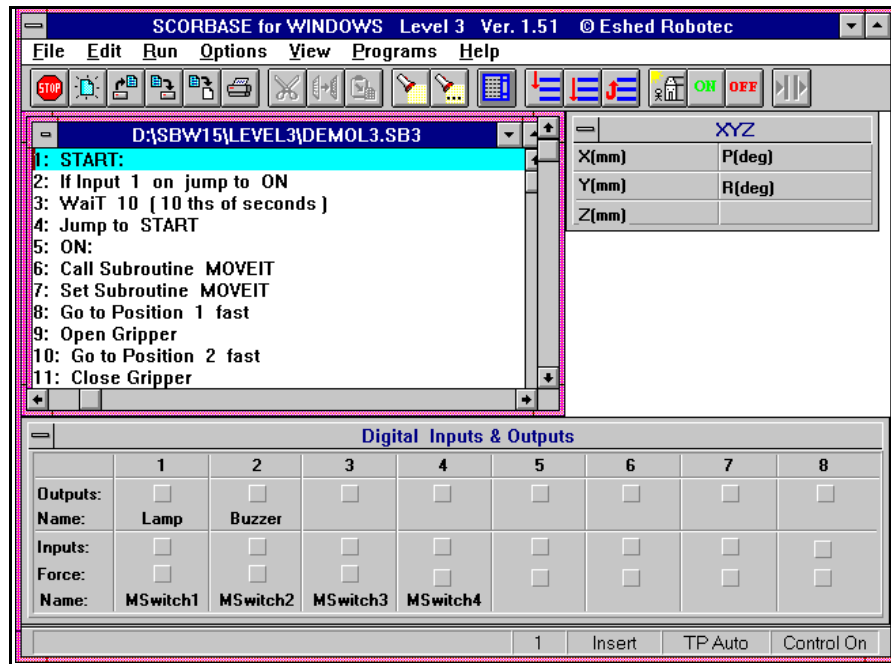 SCORBASE for WINDOWS Level 3 Ver. 1.51 © Eshed Robotec
File Edit Run Options View Programs Help
STOP ON OFF
D:\SBW15\LEVEL3\DEMOL3.SB3
1: START:
2: If Input 1 on jump to ON
3: WaiT 10 ( 10 ths of seconds )
4: Jump to START
5: ON:
6: Call Subroutine MOVEIT
7: Set Subroutine MOVEIT
8: Go to Position 1 fast
9: Open Gripper
10: Go to Position 2 fast
11: Close Gripper
XYZ
X(mm) P(deg)
Y(mm) R(deg)
Z(mm)
Digital Inputs & Outputs
1 2 3 4 5 6 7 8
Outputs:
Name: Lamp Buzzer
Inputs:
Force:
Name: MSwitch1 MSwitch2 MSwitch3 MSwitch4
1 Insert TP Auto Control On